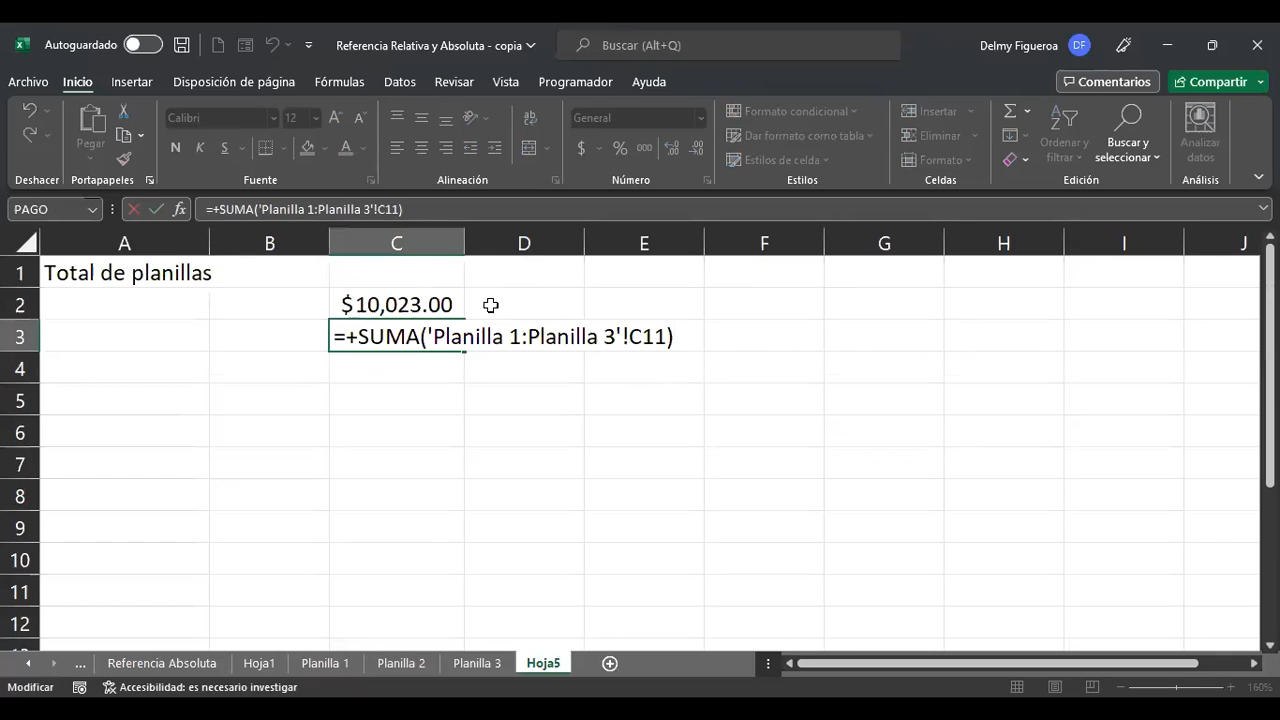 Autoguardado
Referencia Relativa y Absoluta - copia
Buscar (Alt+Q)
Delmy Figueroa
DF
Archivo
Inicio
Insertar
Disposición de página
Fórmulas
Datos
Revisar
Vista
Programador
Ayuda
Comentarios
Compartir
Pegar
Calibri
12
N
K
S
General
$ % 000
Formato condicional
Dar formato como tabla
Estilos de celda
Insertar
Eliminar
Formato
Ordenar y
filtrar
Buscar y
seleccionar
Analizar
datos
Deshacer
Portapapeles
Fuente
Alineación
Número
Estilos
Celdas
Edición
Análisis
PAGO
fx
=+SUMA('Planilla 1:Planilla 3'!C11)
A B C D E F G H I J
1 Total de planillas
2 $10,023.00
3 =+SUMA('Planilla 1:Planilla 3'!C11)
4
5
6
7
8
9
10
11
12
...
Referencia Absoluta
Hoja1
Planilla 1
Planilla 2
Planilla 3
Hoja5
Modificar
Accesibilidad: es necesario investigar
160%